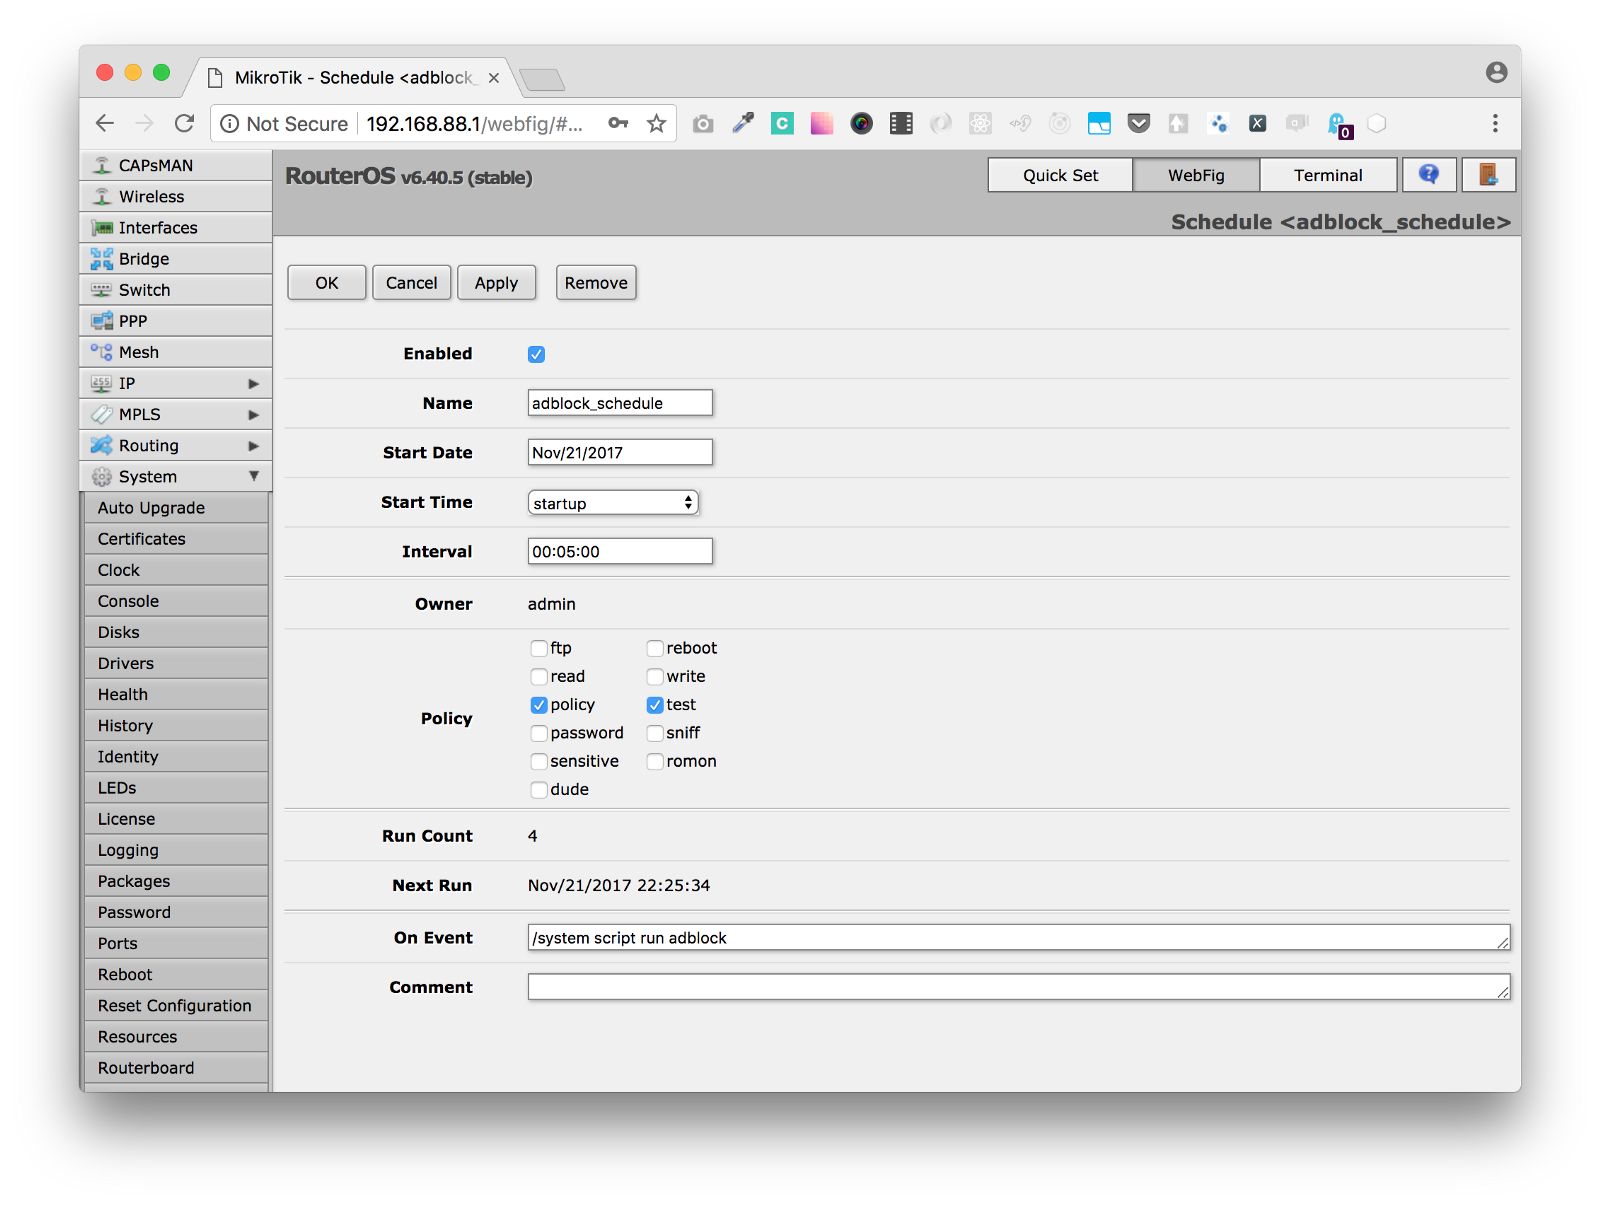 MikroTik - Schedule <adblock_
Not Secure 192.168.88.1/webfig/#...
0
CAPsMAN
Wireless
Interfaces
Bridge
Switch
PPP
Mesh
IP
MPLS
Routing
System
Auto Upgrade
Certificates
Clock
Console
Disks
Drivers
Health
History
Identity
LEDs
License
Logging
Packages
Password
Ports
Reboot
Reset Configuration
Resources
Routerboard
RouterOS v6.40.5 (stable)
Quick Set
WebFig
Terminal
Schedule <adblock_schedule>
OK Cancel Apply Remove
Enabled
Name adblock_schedule
Start Date Nov/21/2017
Start Time startup
Interval 00:05:00
Owner admin
Policy
ftp reboot
read write
policy test
password sniff
sensitive romon
dude
Run Count 4
Next Run Nov/21/2017 22:25:34
On Event /system script run adblock
Comment